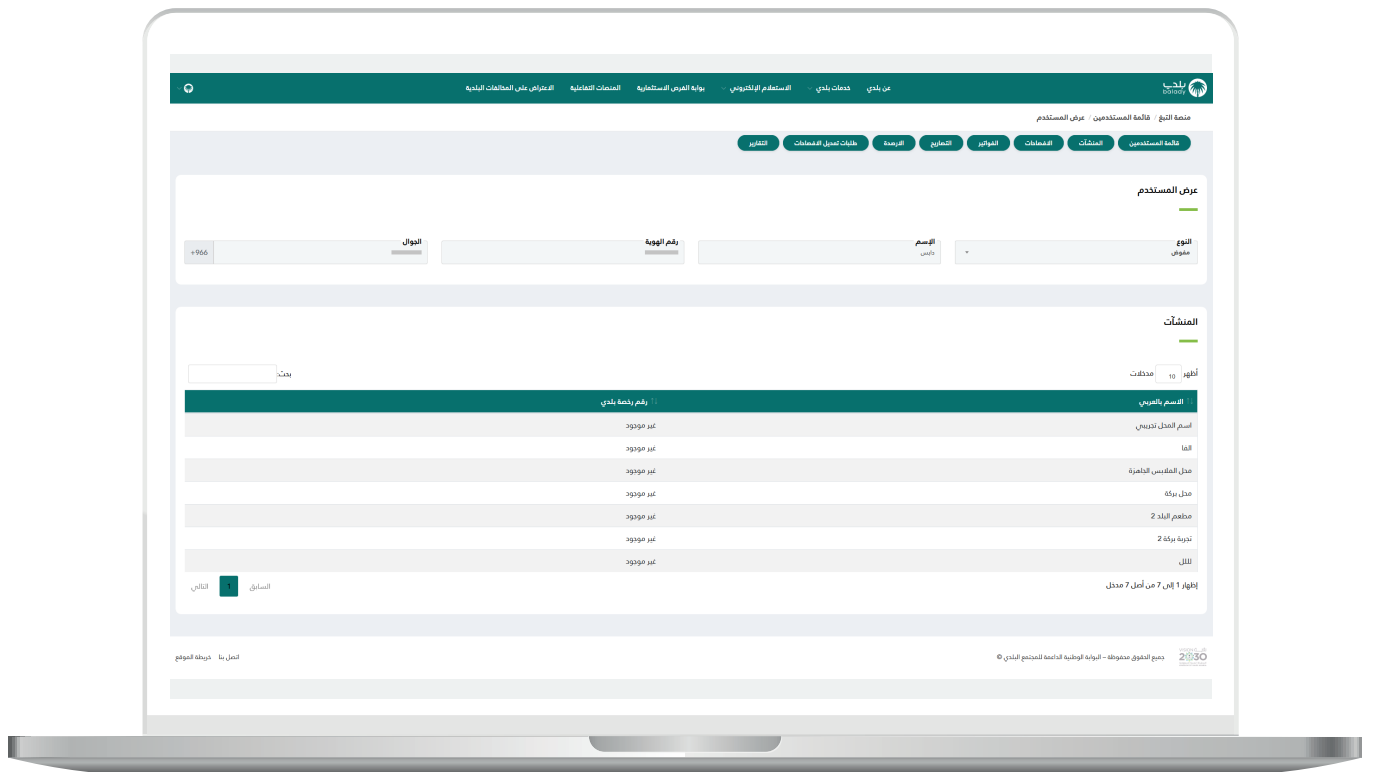 بلدي
balady
عن بلدي خدمات بلدي الاستعلام الإلكتروني بوابة الفرص الاستثمارية المنصات التفاعلية الاعتراض على المخالفات البلدية
منصة التبغ / قائمة المستخدمين / عرض المستخدم
قائمة المستخدمين المنشآت الافصاحات الفواتير التصاريح الارصدة طلبات تعديل الافصاحات التقارير
عرض المستخدم
النوع الإسم رقم الهوية الجوال
مفوض دايس +966
المنشآت
أظهر 10 مدخلات بحث:
الاسم بالعربي رقم رخصة بلدي
اسم المحل تجريبي غير موجود
الفا غير موجود
محل الملابس الجاهزة غير موجود
محل بركة غير موجود
مطعم البلد 2 غير موجود
تجربة بركة 2 غير موجود
لللل غير موجود
إظهار 1 إلى 7 من أصل 7 مدخل السابق 1 التالي
2030 جميع الحقوق محفوظة – البوابة الوطنية الداعمة للمجتمع البلدي © اتصل بنا خريطة الموقع